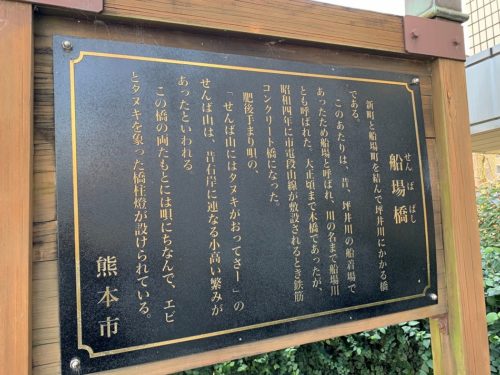 せんばばし
船場橋
新町と船場町を結んで坪井川にかかる橋
である。
このあたりは、昔、坪井川の船着場で
あったため船場と呼ばれ、川の名まで船場川
とも呼ばれた。大正頃まで木橋であったが、
昭和四年に市電段山線が敷設されるとき鉄筋
コンクリート橋になった。
肥後手まり唄の、
「せんば山にはタヌキがおってさー」の
せんば山は、昔右岸に連なる小高い繁みが
あったといわれる。
この橋の両たもとには唄にちなんで、エビ
とタヌキを象った橋柱燈が設けられている。
熊本市